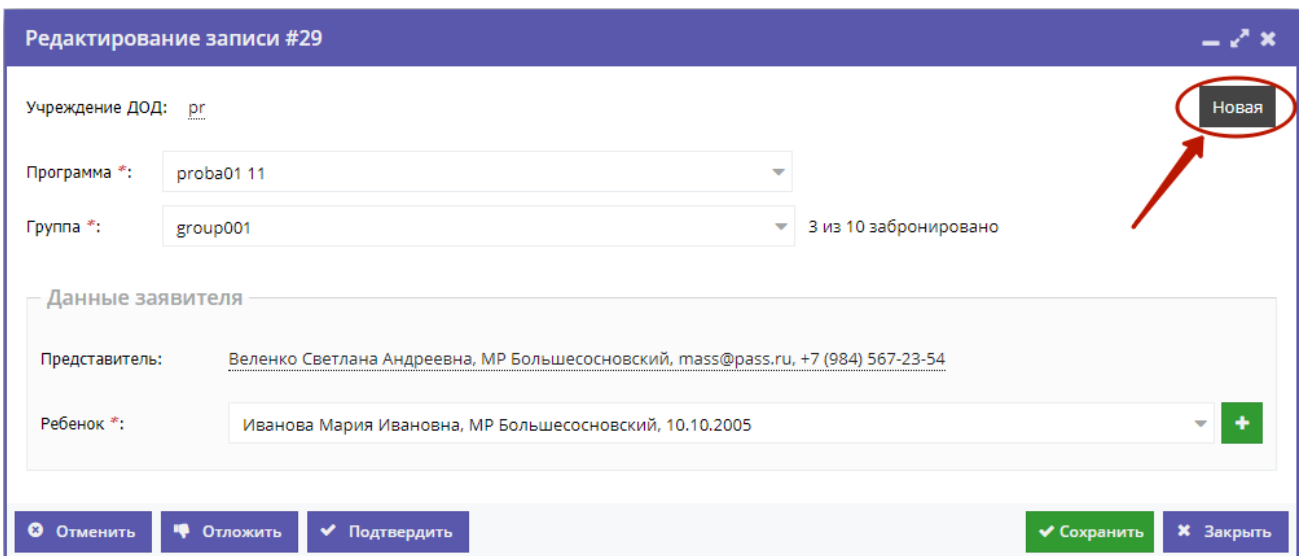 Редактирование записи #29
Учреждение ДОД: pr
Новая
Программа *: proba01 11
Группа *: group001 3 из 10 забронировано
Данные заявителя
Представитель: Веленко Светлана Андреевна, МР Большесосновский, mass@pass.ru, +7 (984) 567-23-54
Ребенок *: Иванова Мария Ивановна, МР Большесосновский, 10.10.2005
Отменить Отложить Подтвердить Сохранить Закрыть